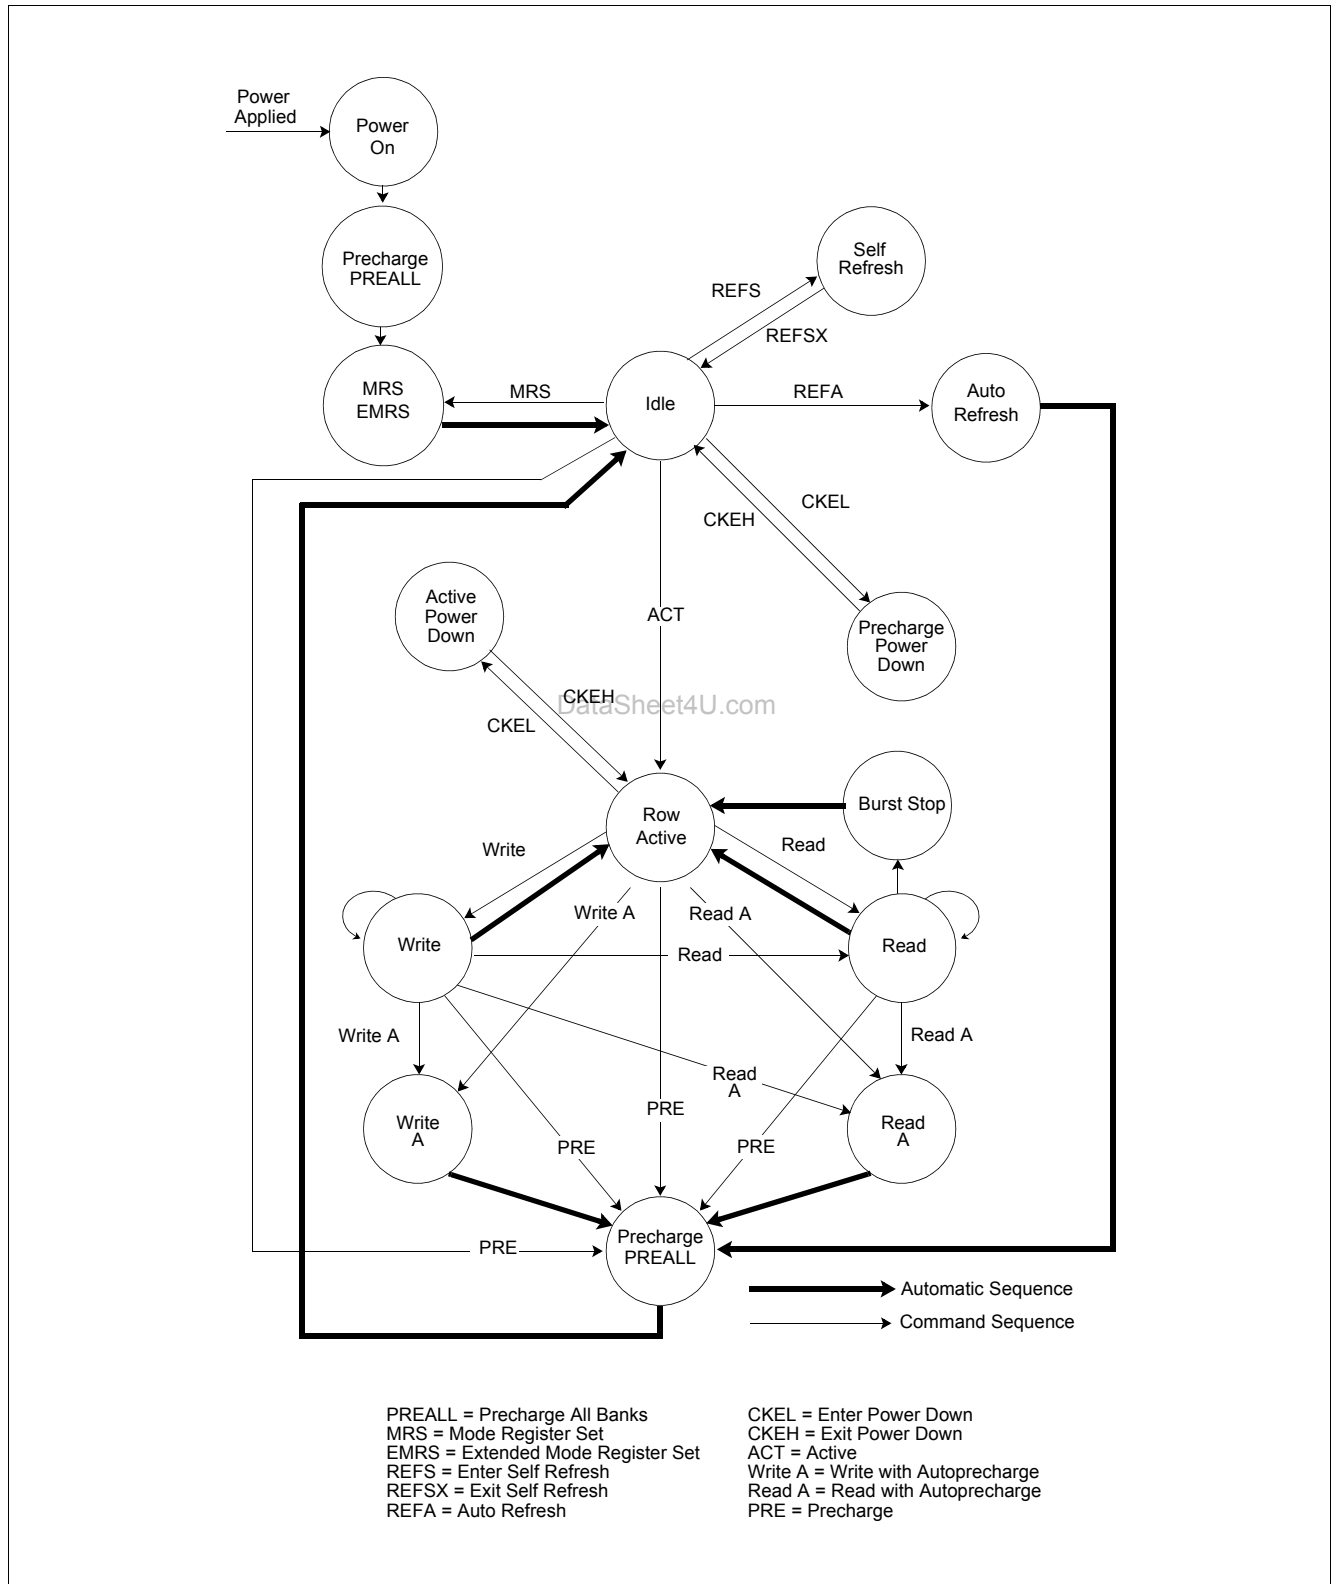 Power
Applied
Power
On
Precharge
PREALL
Self
Refresh
REFS
REFSX
MRS
EMRS
MRS
Idle
REFA
Auto
Refresh
CKEL
CKEH
Active
Power
Down
ACT
Precharge
Power
Down
CKEH
DataSheet4U.com
CKEL
Burst Stop
Row
Active
Write
Read
Write A
Read A
Write
Read
Read
Write A
Read A
Read
A
Write
A
PRE
Read
A
PRE
PRE
Precharge
PREALL
PRE
Automatic Sequence
Command Sequence
PREALL = Precharge All Banks
MRS = Mode Register Set
EMRS = Extended Mode Register Set
REFS = Enter Self Refresh
REFSX = Exit Self Refresh
REFA = Auto Refresh
CKEL = Enter Power Down
CKEH = Exit Power Down
ACT = Active
Write A = Write with Autoprecharge
Read A = Read with Autoprecharge
PRE = Precharge